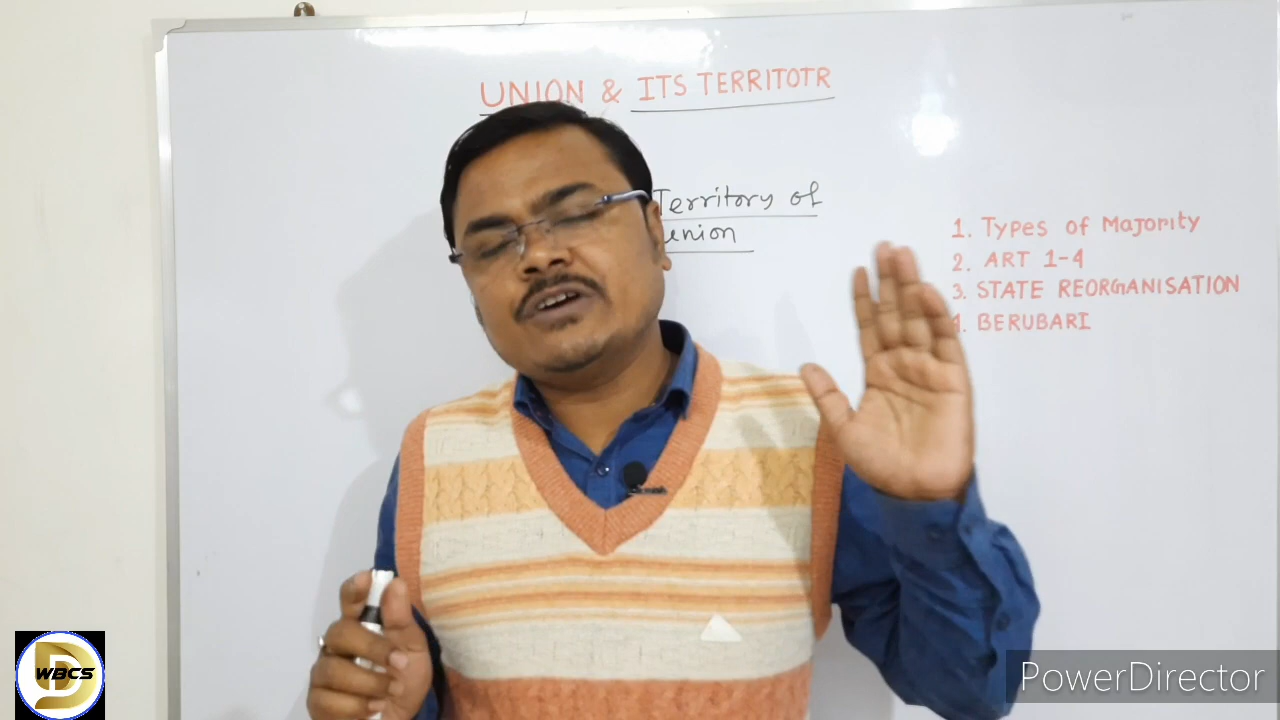 UNION & ITS TERRITOTR
Territory of
union
1. Types of Majority
2. ART 1-4
3. STATE REORGANISATION
BERUBARI
WBCS
PowerDirector